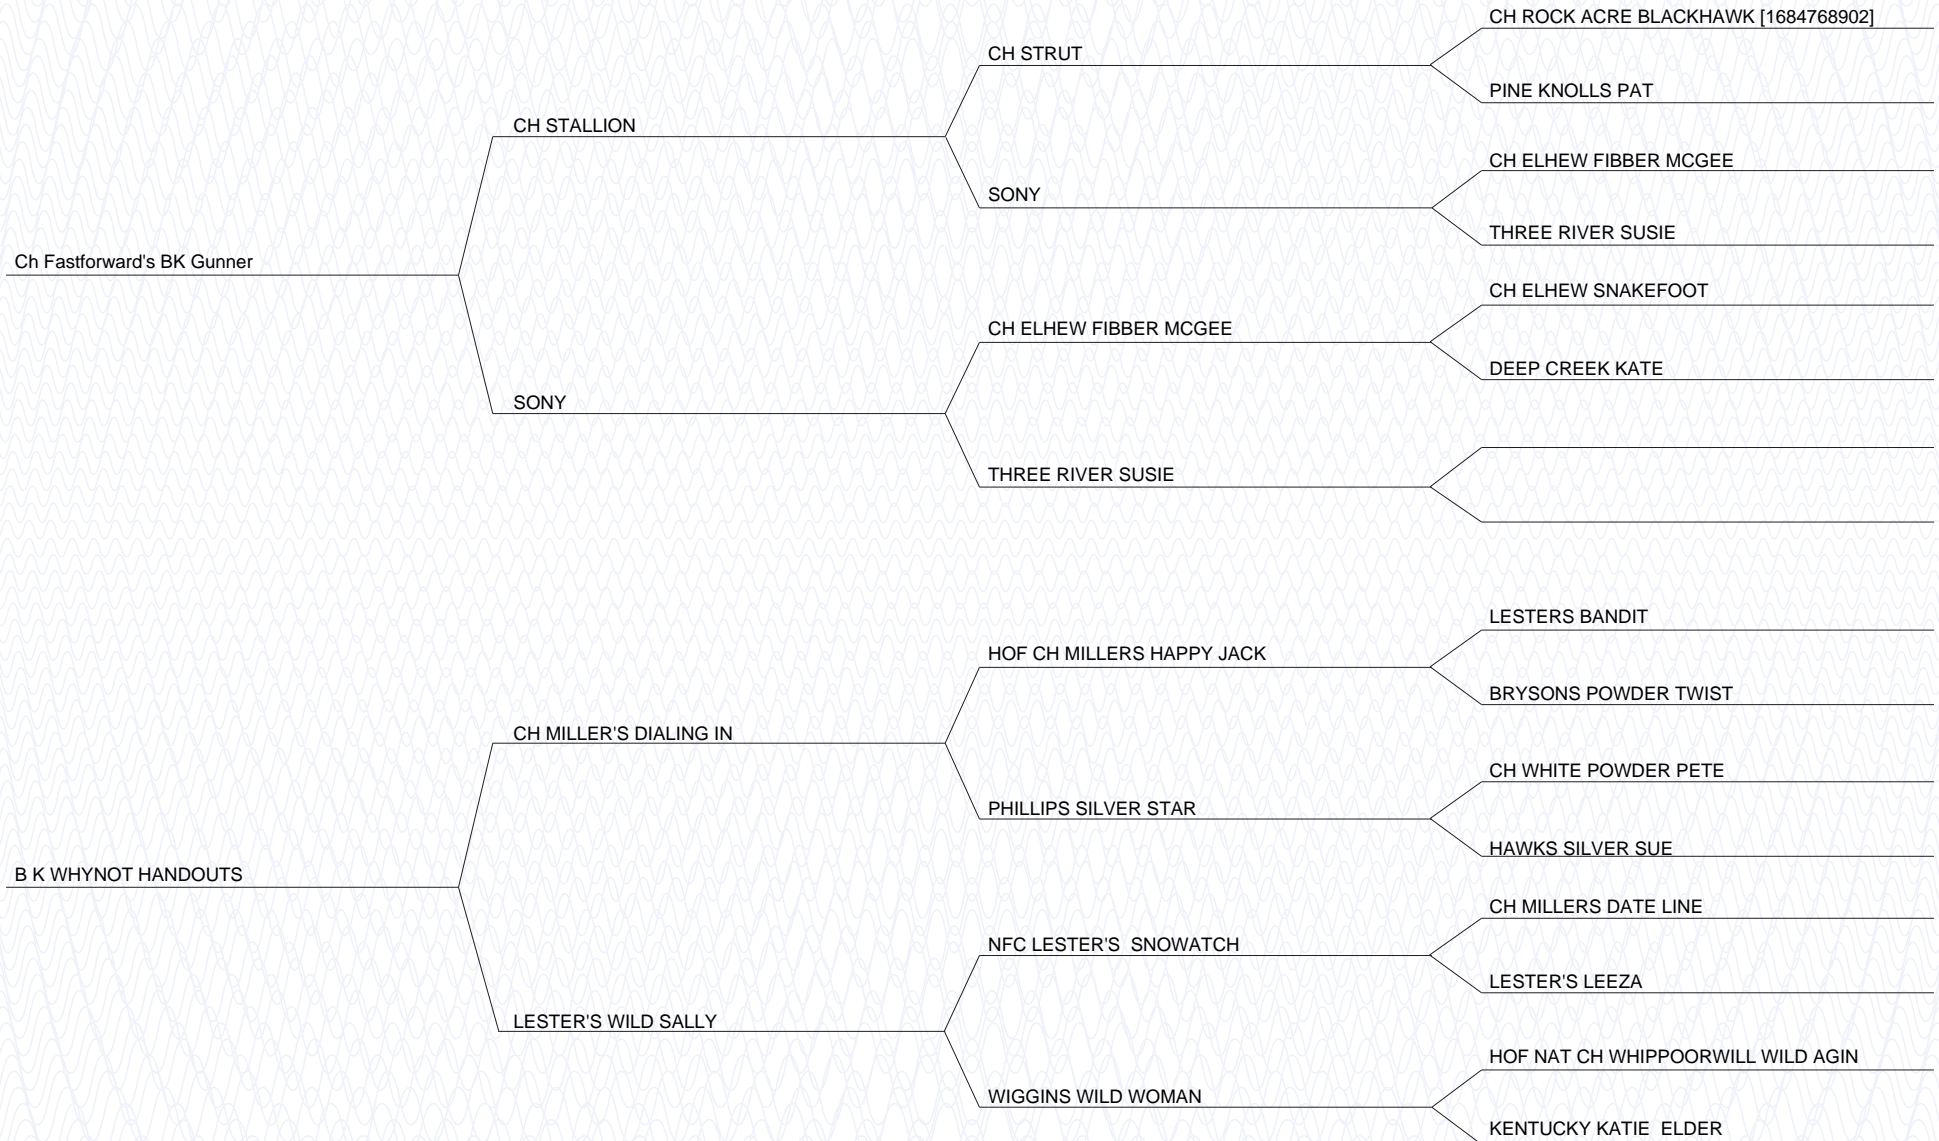 CH ROCK ACRE BLACKHAWK [1684768902]
CH STRUT
PINE KNOLLS PAT
CH STALLION
CH ELHEW FIBBER MCGEE
SONY
THREE RIVER SUSIE
Ch Fastforward's BK Gunner
CH ELHEW SNAKEFOOT
CH ELHEW FIBBER MCGEE
DEEP CREEK KATE
SONY
THREE RIVER SUSIE
LESTERS BANDIT
HOF CH MILLERS HAPPY JACK
BRYSONS POWDER TWIST
CH MILLER'S DIALING IN
CH WHITE POWDER PETE
PHILLIPS SILVER STAR
HAWKS SILVER SUE
B K WHYNOT HANDOUTS
CH MILLERS DATE LINE
NFC LESTER'S  SNOWATCH
LESTER'S LEEZA
LESTER'S WILD SALLY
HOF NAT CH WHIPPOORWILL WILD AGIN
WIGGINS WILD WOMAN
KENTUCKY KATIE  ELDER